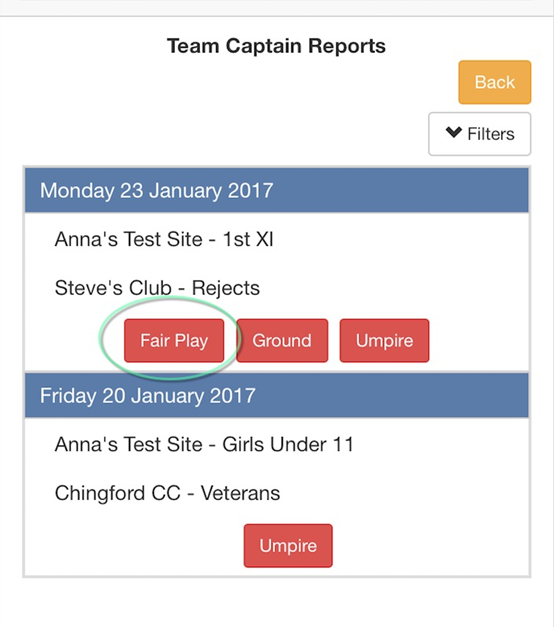 Team Captain Reports
Back
Filters
Monday 23 January 2017
Anna's Test Site - 1st XI
Steve's Club - Rejects
Fair Play Ground Umpire
Friday 20 January 2017
Anna's Test Site - Girls Under 11
Chingford CC - Veterans
Umpire